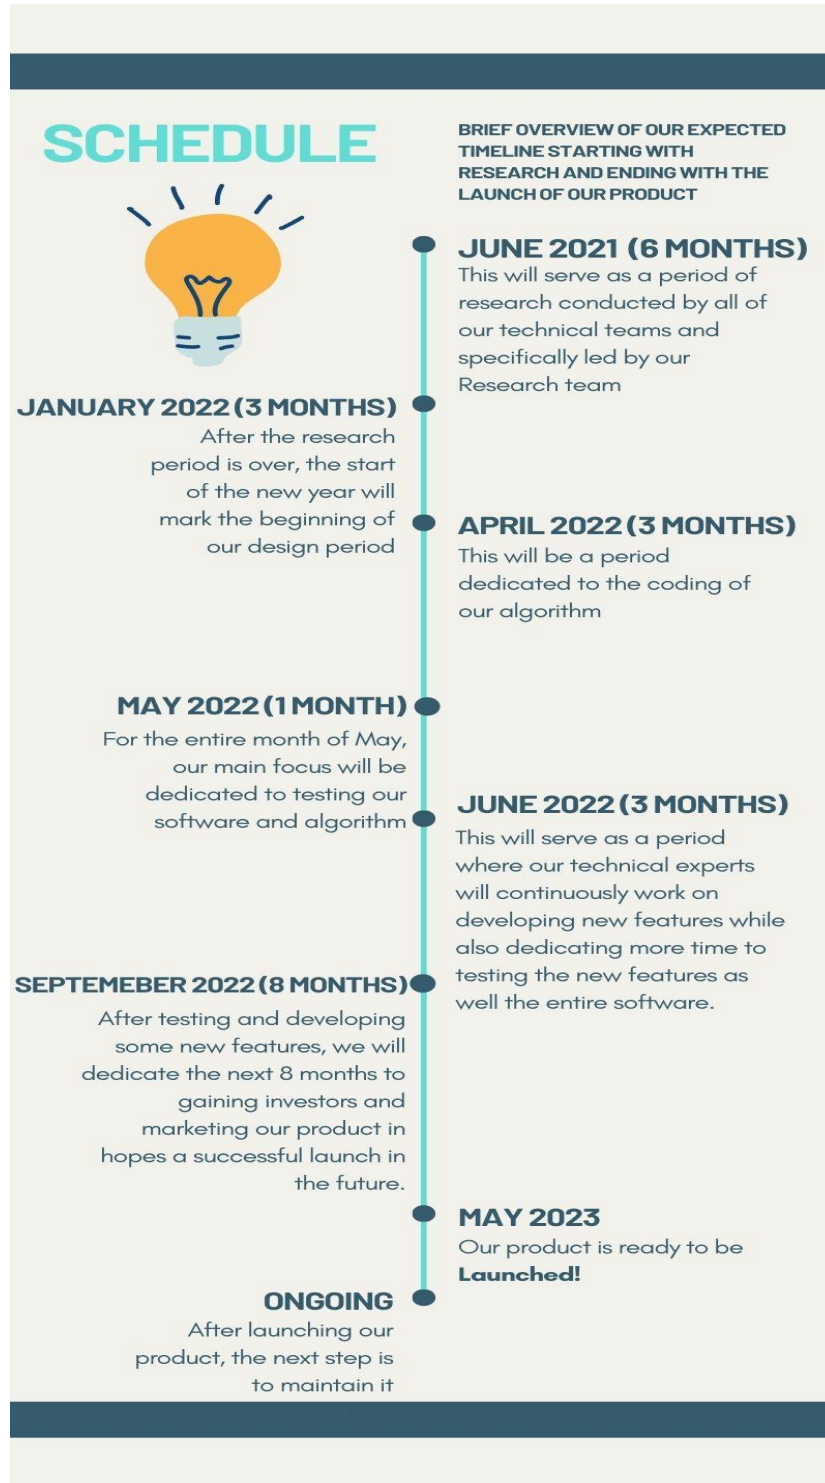 SCHEDULE
BRIEF OVERVIEW OF OUR EXPECTED
TIMELINE STARTING WITH
RESEARCH AND ENDING WITH THE
LAUNCH OF OUR PRODUCT
JUNE 2021 (6 MONTHS)
This will serve as a period of
research conducted by all of
our technical teams and
specifically led by our
Research team
JANUARY 2022 (3 MONTHS)
After the research
period is over, the start
of the new year will
mark the beginning of
our design period
APRIL 2022 (3 MONTHS)
This will be a period
dedicated to the coding of
our algorithm
MAY 2022 (1 MONTH)
For the entire month of May,
our main focus will be
dedicated to testing our
software and algorithm
JUNE 2022 (3 MONTHS)
This will serve as a period
where our technical experts
will continuously work on
developing new features while
also dedicating more time to
testing the new features as
well the entire software.
SEPTEMEBER 2022 (8 MONTHS)
After testing and developing
some new features, we will
dedicate the next 8 months to
gaining investors and
marketing our product in
hopes a successful launch in
the future.
MAY 2023
Our product is ready to be
Launched!
ONGOING
After launching our
product, the next step is
to maintain it